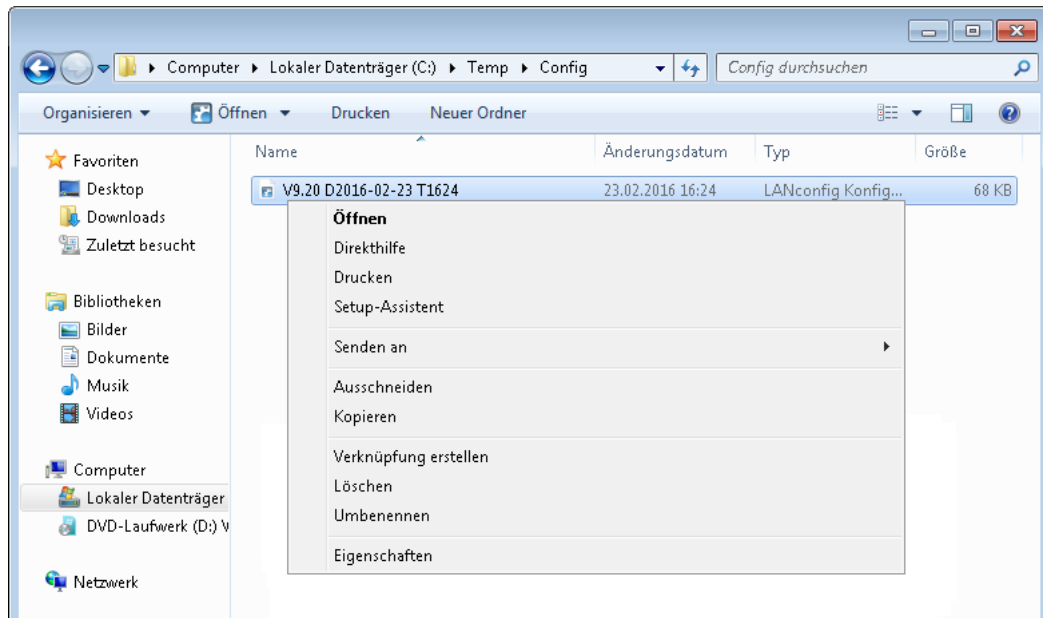 Computer ▸ Lokaler Datenträger (C:) ▸ Temp ▸ Config
Config durchsuchen
Organisieren Öffnen Drucken Neuer Ordner
Name Änderungsdatum Typ Größe
V9.20 D2016-02-23 T1624 23.02.2016 16:24 LANconfig Konfig... 68 KB
Favoriten
Desktop
Downloads
Zuletzt besucht
Bibliotheken
Bilder
Dokumente
Musik
Videos
Computer
Lokaler Datenträger
DVD-Laufwerk (D:) V
Netzwerk
Öffnen
Direkthilfe
Drucken
Setup-Assistent
Senden an
Ausschneiden
Kopieren
Verknüpfung erstellen
Löschen
Umbenennen
Eigenschaften